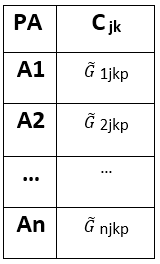 PA C jk
A1 G̃ 1jkp
A2 G̃ 2jkp
... ...
An G̃ njkp